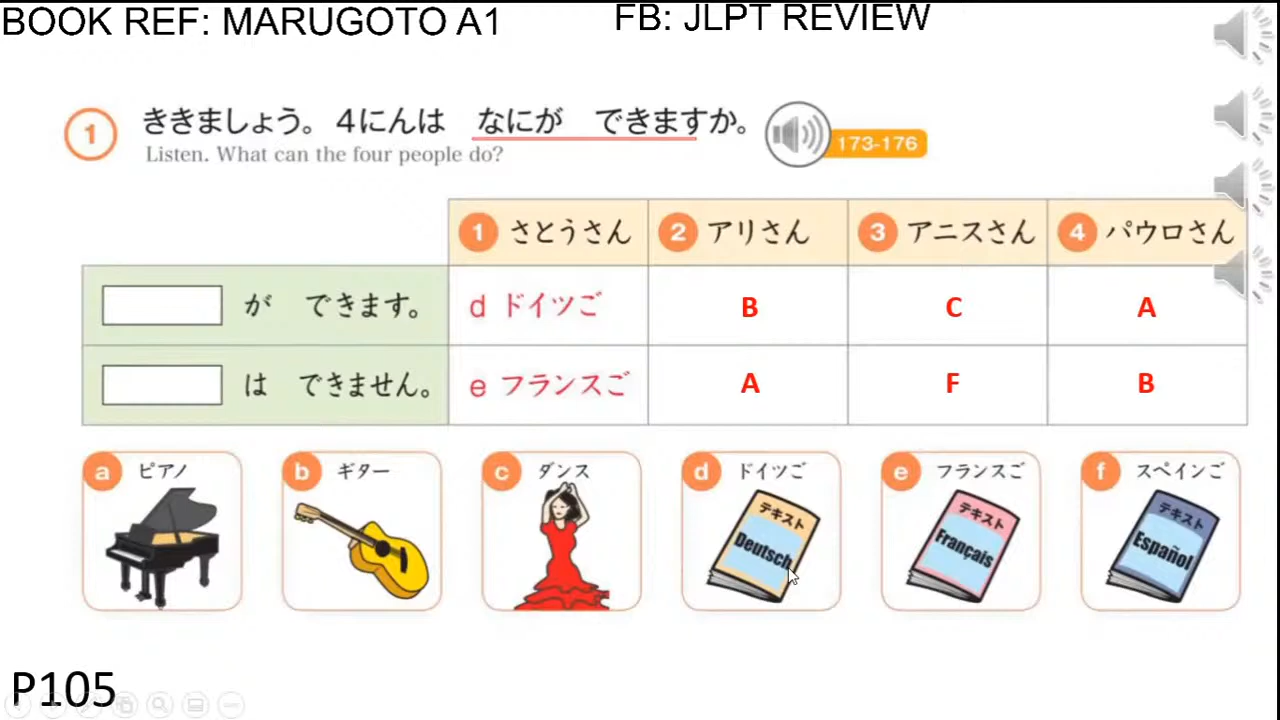 BOOK REF: MARUGOTO A1
FB: JLPT REVIEW
1 ききましょう。4にんは なにが できますか。
173-176
Listen. What can the four people do?
1 さとうさん 2 アリさん 3 アニスさん 4 パウロさん
が できます。 d ドイツご B C A
は できません。 e フランスご A F B
a ピアノ b ギター c ダンス d ドイツご e フランスご f スペインご
テキスト テキスト テキスト
Deutsch Français Español
P105